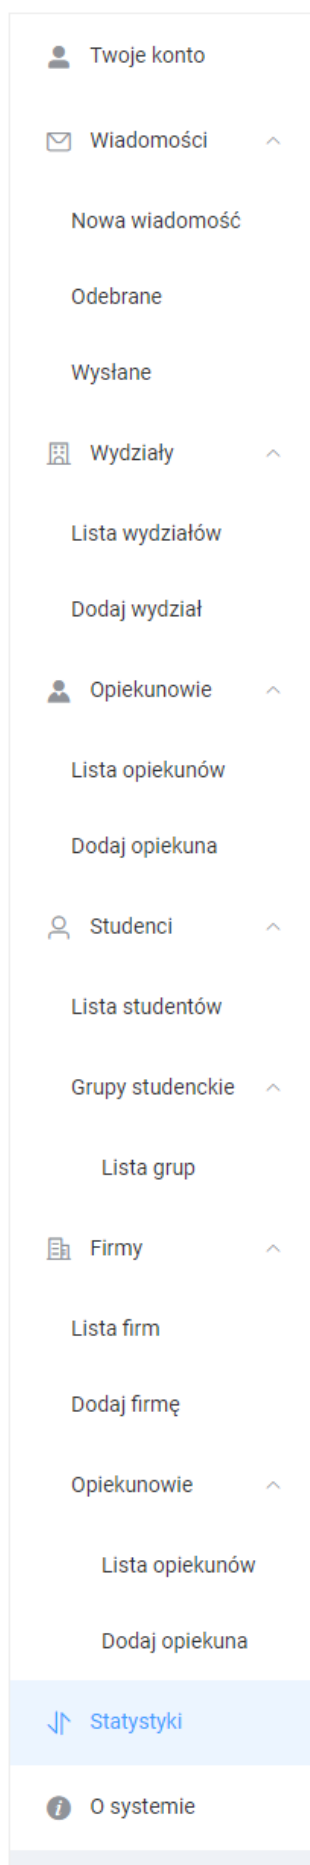 Twoje konto
Wiadomości
Nowa wiadomość
Odebrane
Wysłane
Wydziały
Lista wydziałów
Dodaj wydział
Opiekunowie
Lista opiekunów
Dodaj opiekuna
Studenci
Lista studentów
Grupy studenckie
Lista grup
Firmy
Lista firm
Dodaj firmę
Opiekunowie
Lista opiekunów
Dodaj opiekuna
Statystyki
O systemie